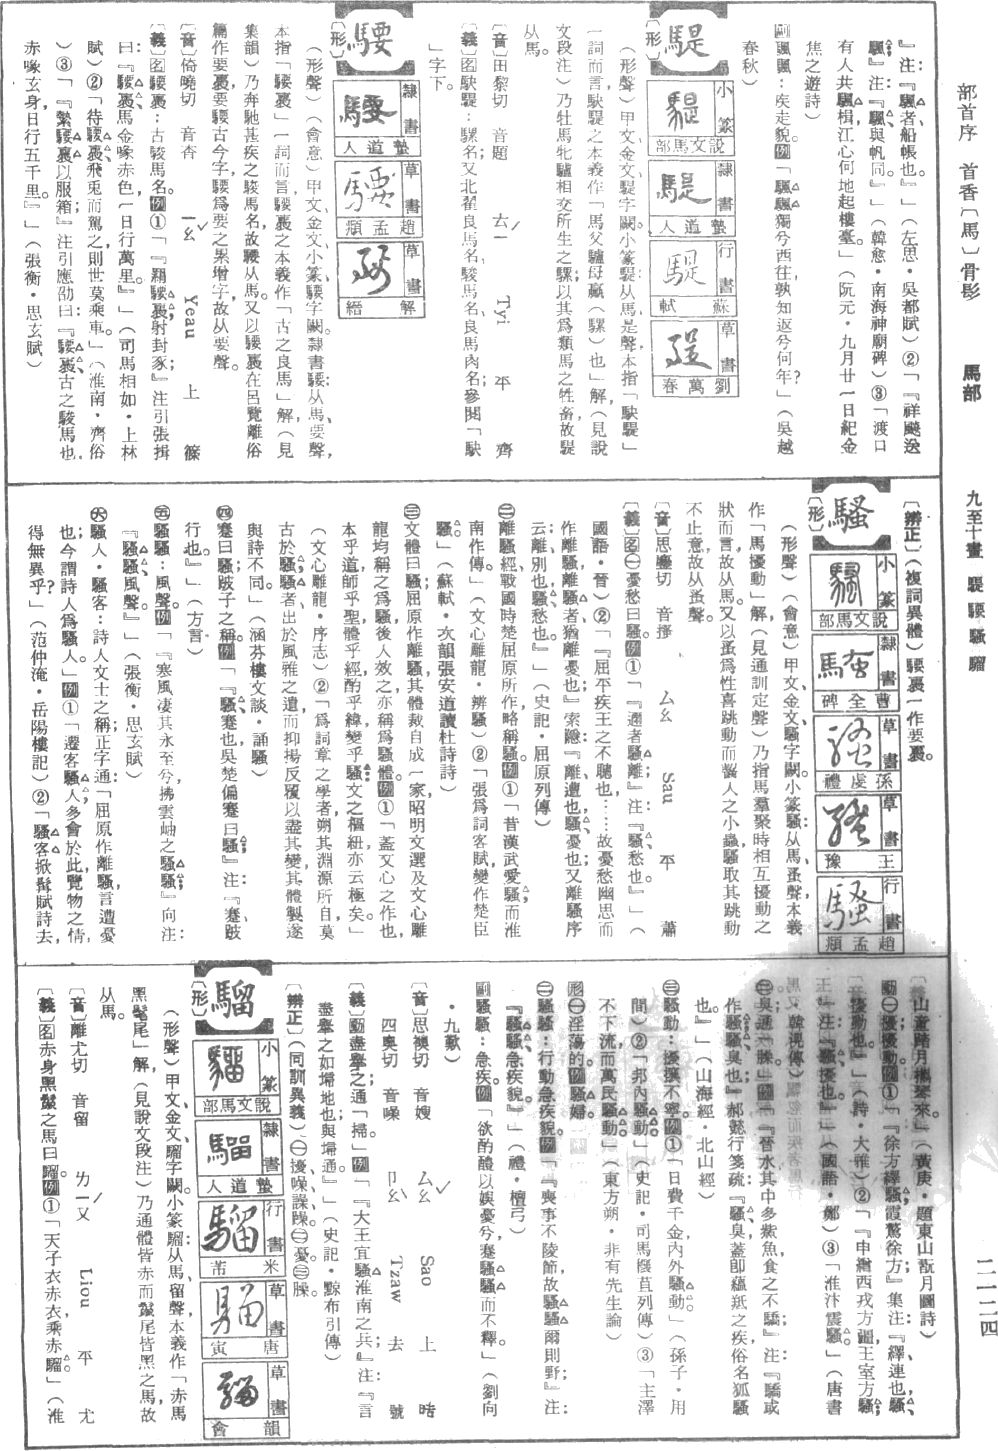 部首序　首香〔馬〕骨髟
馬部
九至十畫　騠騕騷騮
二一二四
』注:『颿者船帳也。』」(左思·吳都賦)②「『祥飈送
颿』注:『颿與帆同。』」(韓愈·南海神廟碑)③「渡口
有人共颿楫江心何地起樓臺。」(阮元·九月廿一日紀金
焦之遊詩)
副颿颿:疾走貌。例「颿颿獨兮西往,孰知返兮何年?」(吳越
春秋)
騠
〔形〕
小篆　說文馬部
隸書　蟄道人
行書　蘇軾
草書　劉萬春
(形聲)甲文金文騠字闕。小篆騠从馬是聲,本指「駃騠」
一詞而言,駃騠之本義作「馬父驢母驘(騾)也」解(見說
文段注)乃牡馬牝驢相交所生之騾;以其爲類馬之牲畜,故騠
从馬。
〔音〕田黎切　音題　ㄊㄧ　Tyi　平　齊
〔義〕名駃騠:騾名;又北翟良馬名,駿馬名,良馬肉名;參閱「駃
」字下。
騕
〔形〕
隸書　蟄道人
草書　趙孟頫
草書　解縉
(形聲)(會意)甲文金文小篆騕字闕。隸書騕:从馬要聲,
本指「騕褭」一詞而言,騕褭之本義作「古之良馬」解(見
集韻)乃奔馳甚疾之駿馬名,故騕从馬。又以騕褭在呂覽離俗
篇作要褭,要騕古今字,騕爲要之累增字,故从要聲。
〔音〕倚曉切　音杳　ㄧㄠˇ　Yeau　上　篠
〔義〕名騕褭:古駿馬名。例①「『羂騕褭,射封豕』注引張揖
曰:『騕褭馬金喙赤色,一日行萬里。』」(司馬相如·上林
賦)②「待騕褭飛兎而駕之,則世莫乘車。」(淮南·齊俗
)③「『繫騕褭以服箱』注引應劭曰:『騕褭古之駿馬也,
赤喙玄身,日行五千里。』」(張衡·思玄賦)
〔辨正〕(複詞異體)騕褭一作要褭。
騷
〔形〕
小篆　說文馬部
隸書　曹全碑
草書　孫虔禮
草書　王豫
行書　趙孟頫
(形聲)(會意)甲文金文騷字闕。小篆騷:从馬蚤聲,本義
作「馬擾動」解(見通訓定聲)乃指馬羣聚時相互擾動之
狀而言,故从馬。又以蚤爲性喜跳動而齧人之小蟲,騷取其跳動
不止意,故从蚤聲。
〔音〕思鏖切　音搔　ㄙㄠ　Sau　平　蕭
〔義〕名㊀憂愁曰騷。例①「『邇者騷離』注:『騷愁也。』」(
國語·晉)②「『屈平疾王之不聽也……故憂愁幽思而
作離騷,離騷者猶離憂也』索隱:『離遭也,騷憂也;又離騷序
云:離別也,騷愁也。』」(史記·屈原列傳)
㊁離騷經,戰國時楚屈原所作,略稱騷。例①「昔漢武愛騷,而淮
南作傳。」(文心雕龍·辨騷)②「張爲詞客賦,變作楚臣
騷。」(蘇軾·次韻張安道讀杜詩詩)
㊂文體曰騷;屈原作離騷,其體裁自成一家,昭明文選及文心雕
龍均稱之爲騷,後人效之亦稱爲騷體。例①「蓋文心之作也,
本乎道,師乎聖,體乎經,酌乎緯,變乎騷,文之樞紐亦云極矣。」
(文心雕龍·序志)②「爲詞章之學者,朔其淵源所自,莫
古於騷;騷者出於風雅之遺,而抑揚反覆以盡其變,其體製遂
與詩不同。」(涵芬樓文談·誦騷)
㊃蹇曰騷,跛子之稱。例「『騷,蹇也,吳楚偏蹇曰騷』注:『蹇跛
行也。』」(方言)
㊄騷騷:風聲。例「『寒風凄其永至兮,拂雲岫之騷騷』向注:
『騷騷風聲。』」(張衡·思玄賦)
㊅騷人·騷客:詩人文士之稱;正字通:「屈原作離騷,言遭憂
也,今謂詩人爲騷人。」例①「遷客騷人,多會於此,覽物之情,
得無異乎?」(范仲淹·岳陽樓記)②「騷客掀髯賦詩去,
山童踏月攜琴來。」(黃庚·題東山翫月圖詩)
動㊀擾,擾動。例①「『徐方繹騷,震驚徐方』集注:『繹連也,騷
擾動也。』」(詩·大雅)②「『申繒西戎方彊,王室方騷
王』注:『騷擾也。』」(國語·鄭)③「淮汴震騷。」(唐書
·韓視傳)
㊁與「臊」通。例「『晉水其中多紫魚,食之不驕』注:『驕或
作騷,騷臭也』郝懿行箋疏:『騷臭蓋卽蘊羝之疾,俗名狐騷
也。』」(山海經·北山經)
㊂騷動:擾攘不寧。例①「日費千金,內外騷動。」(孫子·用
間)②「邦內騷動。」(史記·司馬穰苴列傳)③「主澤
不下流,而萬民騷動。」(東方朔·非有先生論)
形㊀淫蕩的。例騷婦。
㊁騷騷:行動急疾貌。例「『喪事不陵節,故騷騷爾則野』注:
『騷騷急疾貌。』」(禮·檀弓)
副騷騷:急疾。例「欲酌醴以娛憂兮,蹇騷騷而不釋」(劉向
·九歎)
〔音〕思襖切　音嫂　ㄙㄠˇ　Sao　上　晧
四奧切　音噪　ㄗㄠˋ　Tzaw　去　號
〔義〕動盡舉之;通「掃」。例「『大王宜騷淮南之兵』注:『言
盡舉之如埽地也,與埽通。』」(史記·黥布引傳)
〔辨正〕(同訓異義)㊀擾噪譟躁。㊁憂。㊂臊。
騮
〔形〕
小篆　說文馬部
隸書　蟄道人
行書　米芾
草書　唐寅
草書　韻會
(形聲)甲文金文騮字闕。小篆騮:从馬留聲,本義作「赤馬
黑髦尾」解(見說文段注)乃通體皆赤而鬣尾皆黑之馬,故
从馬。
〔音〕離尤切　音留　ㄌㄧㄡˊ　Liou　平　尤
〔義〕名赤身黑鬣之馬曰騮。例①「天子衣赤衣,乘赤騮。」(淮